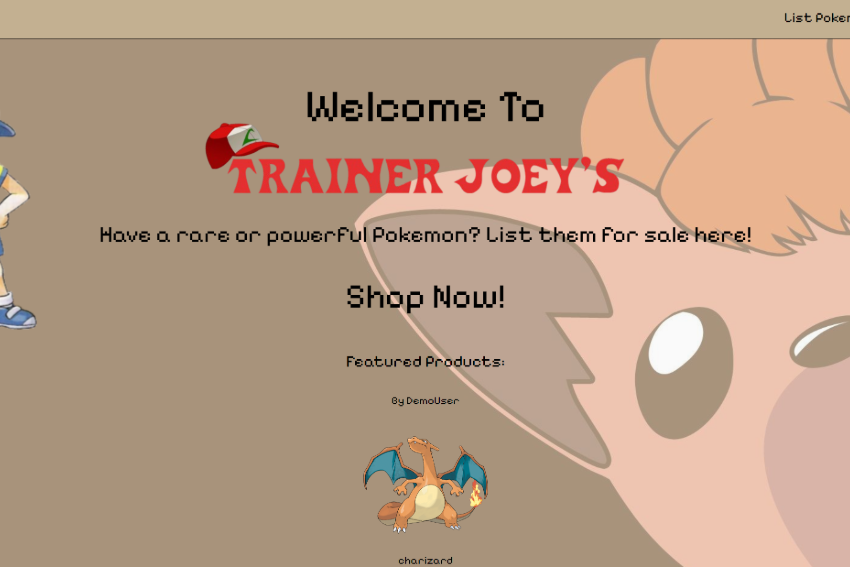 List
Welcome To
TRAINER JOEY'S
Have a rare or powerful Pokemon? List them for sale here!
Shop Now!
Featured Products:
By DemoUser
charizard